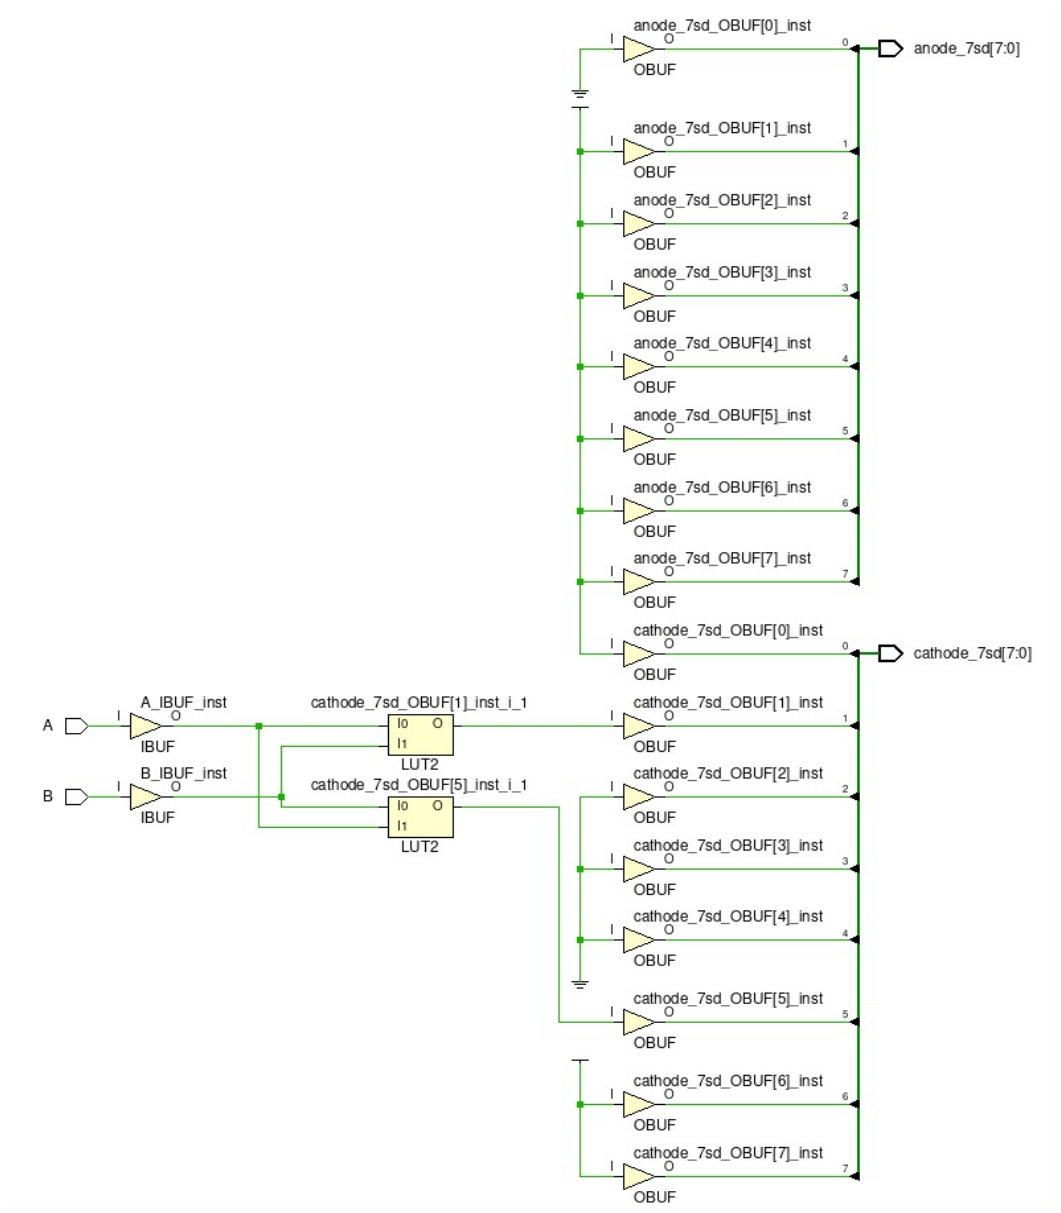 anode_7sd_OBUF[0]_inst
I O 0 anode_7sd[7:0]
OBUF
anode_7sd_OBUF[1]_inst
I O 1
OBUF
anode_7sd_OBUF[2]_inst
I O 2
OBUF
anode_7sd_OBUF[3]_inst
I O 3
OBUF
anode_7sd_OBUF[4]_inst
I O 4
OBUF
anode_7sd_OBUF[5]_inst
I O 5
OBUF
anode_7sd_OBUF[6]_inst
I O 6
OBUF
anode_7sd_OBUF[7]_inst
I O 7
OBUF
cathode_7sd_OBUF[0]_inst
I O 0 cathode_7sd[7:0]
OBUF
A_IBUF_inst cathode_7sd_OBUF[1]_inst_i_1 cathode_7sd_OBUF[1]_inst
A I O I0 O I O 1
IBUF I1 OBUF
LUT2
B_IBUF_inst cathode_7sd_OBUF[5]_inst_i_1 cathode_7sd_OBUF[2]_inst
B I O I0 O I O 2
IBUF I1 OBUF
LUT2
cathode_7sd_OBUF[3]_inst
I O 3
OBUF
cathode_7sd_OBUF[4]_inst
I O 4
OBUF
cathode_7sd_OBUF[5]_inst
I O 5
OBUF
cathode_7sd_OBUF[6]_inst
I O 6
OBUF
cathode_7sd_OBUF[7]_inst
I O 7
OBUF